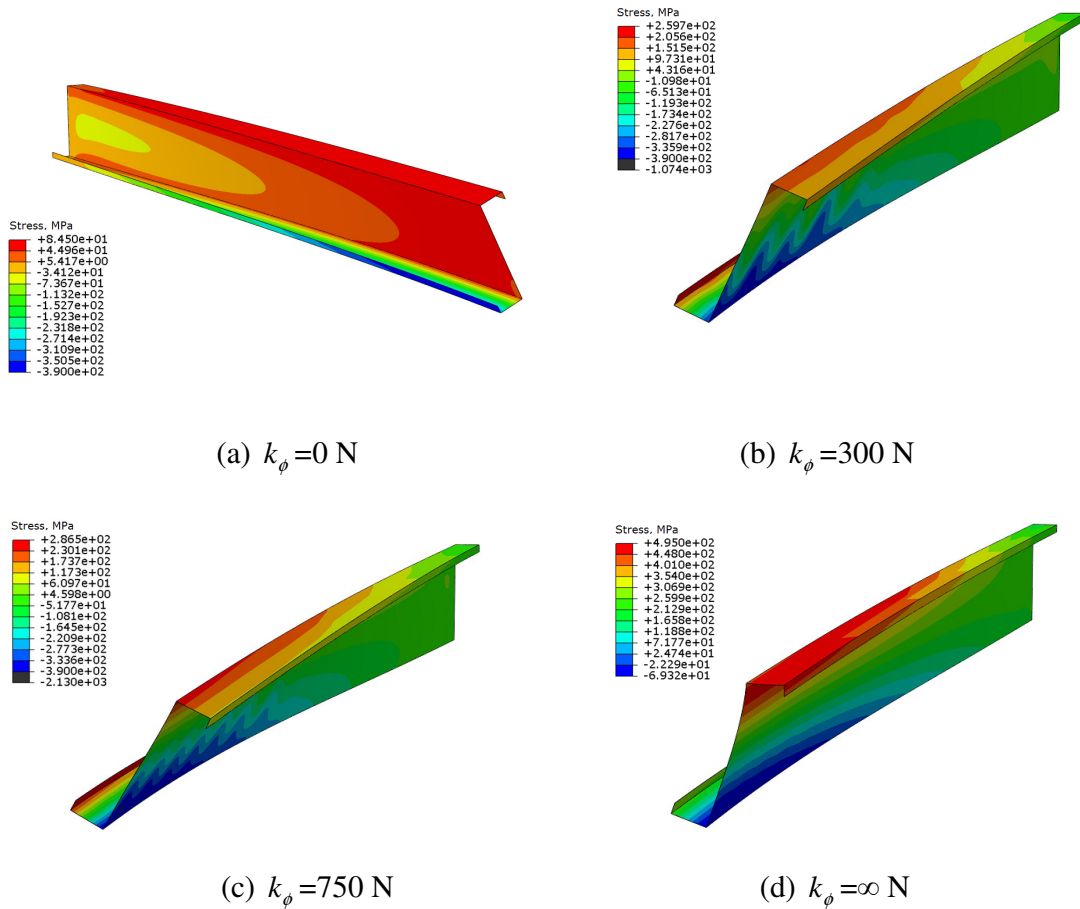 Stress, MPa
+8.450e+01
+4.496e+01
+5.417e+00
-3.412e+01
-7.367e+01
-1.132e+02
-1.527e+02
-1.923e+02
-2.318e+02
-2.714e+02
-3.109e+02
-3.505e+02
-3.900e+02
(a) kϕ=0 N
Stress, MPa
+2.597e+02
+2.056e+02
+1.515e+02
+9.731e+01
+4.316e+01
-1.098e+01
-6.513e+01
-1.193e+02
-1.734e+02
-2.276e+02
-2.817e+02
-3.359e+02
-3.900e+02
-1.074e+03
(b) kϕ=300 N
Stress, MPa
+2.865e+02
+2.301e+02
+1.737e+02
+1.173e+02
+6.097e+01
+4.598e+00
-5.177e+01
-1.081e+02
-1.645e+02
-2.209e+02
-2.773e+02
-3.336e+02
-3.900e+02
-2.130e+03
(c) kϕ=750 N
Stress, MPa
+4.950e+02
+4.480e+02
+4.010e+02
+3.540e+02
+3.069e+02
+2.599e+02
+2.129e+02
+1.658e+02
+1.188e+02
+7.177e+01
+2.474e+01
-2.229e+01
-6.932e+01
(d) kϕ=∞ N